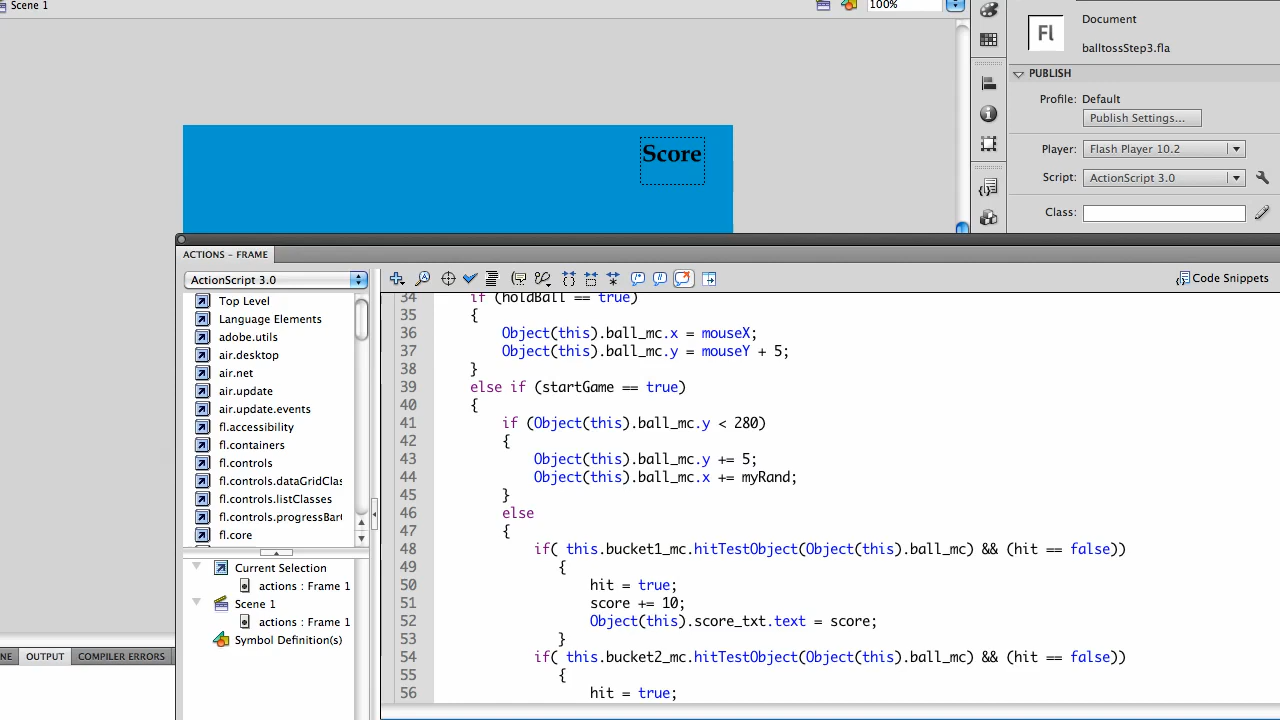 Scene 1
100%
Document
Fl
balltossStep3.fla
PUBLISH
Profile: Default
Publish Settings...
Player: Flash Player 10.2
Script: ActionScript 3.0
Class:
Score
ACTIONS - FRAME
ActionScript 3.0
Code Snippets
Top Level
Language Elements
adobe.utils
air.desktop
air.net
air.update
air.update.events
fl.accessibility
fl.containers
fl.controls
fl.controls.dataGridClas
fl.controls.listClasses
fl.controls.progressBar
fl.core
Current Selection
actions : Frame 1
Scene 1
actions : Frame 1
Symbol Definition(s)
NE
OUTPUT
COMPILER ERRORS
34 if (holdBall == true)
35 {
36 Object(this).ball_mc.x = mouseX;
37 Object(this).ball_mc.y = mouseY + 5;
38 }
39 else if (startGame == true)
40 {
41 if (Object(this).ball_mc.y < 280)
42 {
43 Object(this).ball_mc.y += 5;
44 Object(this).ball_mc.x += myRand;
45 }
46 else
47 {
48 if( this.bucket1_mc.hitTestObject(Object(this).ball_mc) && (hit == false))
49 {
50 hit = true;
51 score += 10;
52 Object(this).score_txt.text = score;
53 }
54 if( this.bucket2_mc.hitTestObject(Object(this).ball_mc) && (hit == false))
55 {
56 hit = true;